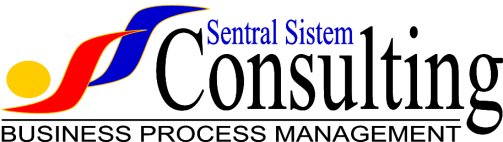 Sentral Sistem
Consulting
BUSINESS PROCESS MANAGEMENT